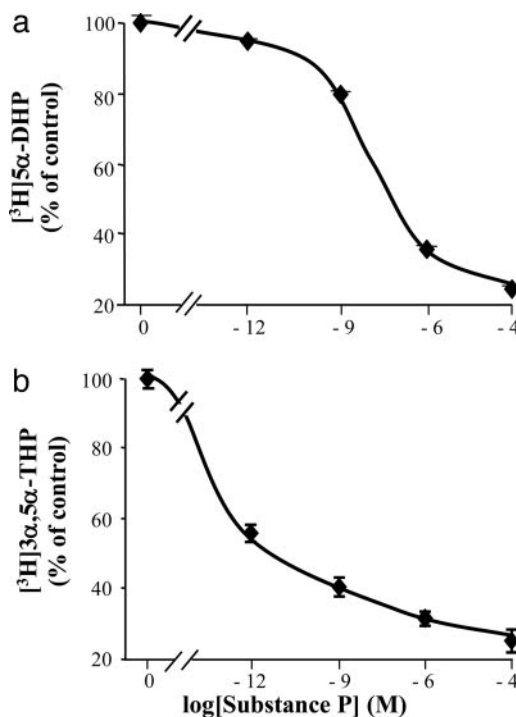 a
[³H]5α-DHP
(% of control)
100
80
60
40
20
0
- 12
- 9
- 6
- 4
b
[³H]3α,5α-THP
(% of control)
100
80
60
40
20
0
- 12
- 9
- 6
- 4
log[Substance P] (M)